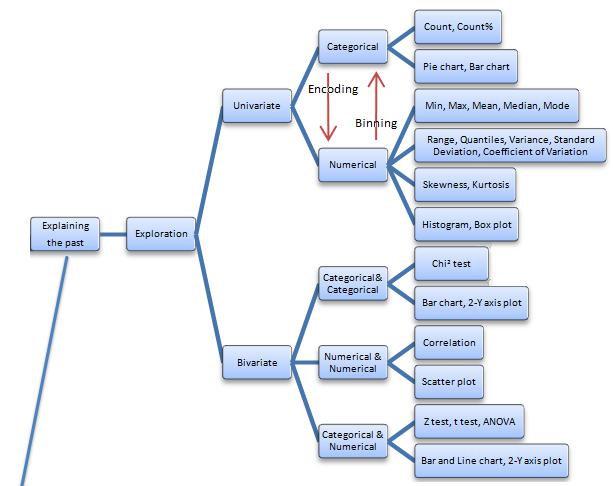 Count, Count%
Categorical
Pie chart, Bar chart
Encoding
Univariate
Min, Max, Mean, Median, Mode
Binning
Range, Quantiles, Variance, Standard
Deviation, Coefficient of Variation
Numerical
Skewness, Kurtosis
Histogram, Box plot
Explaining
the past
Exploration
Categorical&
Categorical
Chi² test
Bar chart, 2-Y axis plot
Bivariate
Numerical &
Numerical
Correlation
Scatter plot
Categorical &
Numerical
Z test, t test, ANOVA
Bar and Line chart, 2-Y axis plot